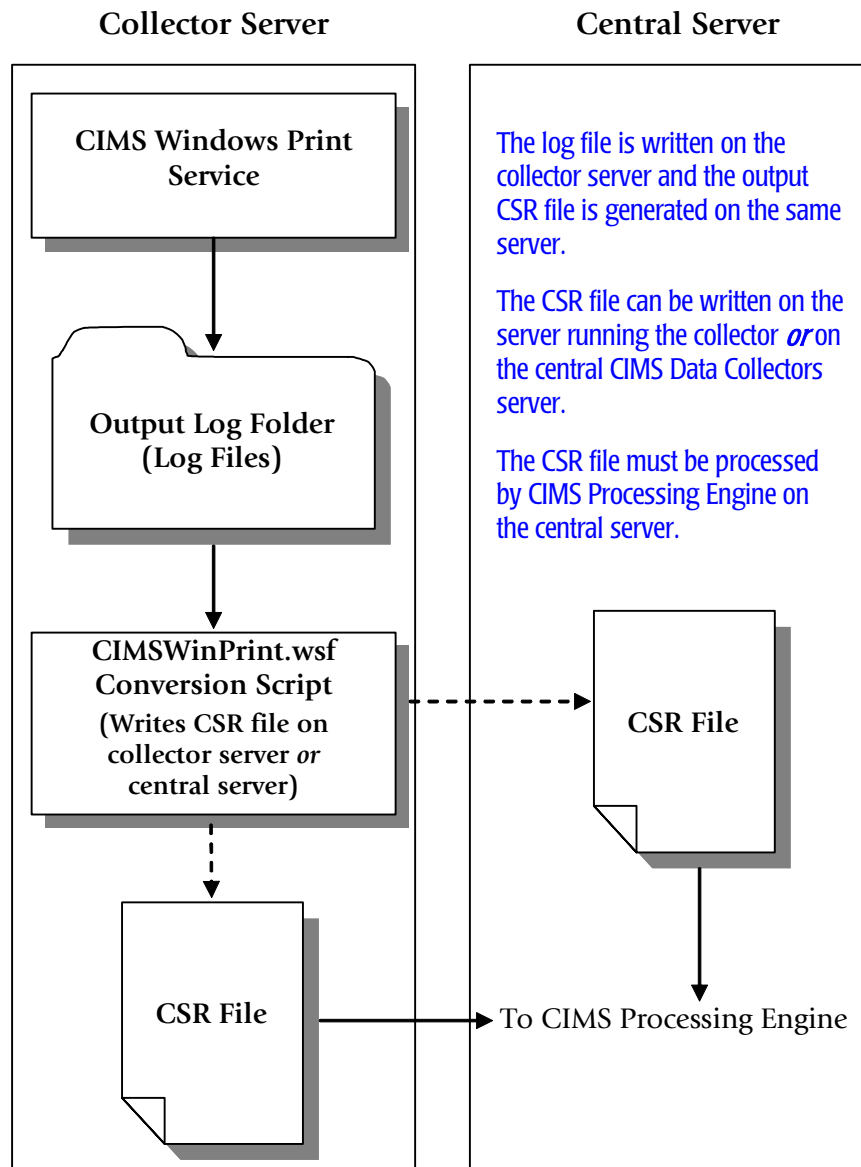 Collector Server
Central Server
CIMS Windows Print
Service
Output Log Folder
(Log Files)
CIMSWinPrint.wsf
Conversion Script
(Writes CSR file on
collector server or
central server)
CSR File
The log file is written on the
collector server and the output
CSR file is generated on the same
server.
The CSR file can be written on the
server running the collector or on
the central CIMS Data Collectors
server.
The CSR file must be processed
by CIMS Processing Engine on
the central server.
CSR File
To CIMS Processing Engine